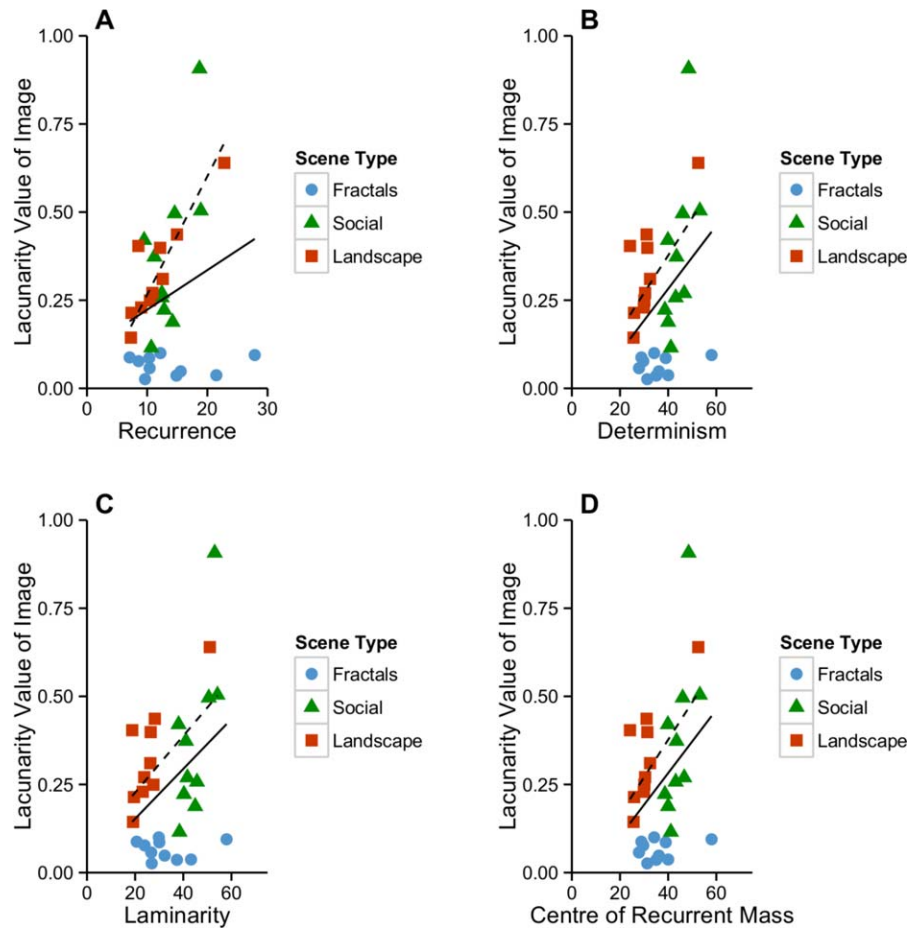 A
Lacunarity Value of Image
1.00
0.75
0.50
0.25
0.00
0 10 20 30
Recurrence
Scene Type
Fractals
Social
Landscape
B
Lacunarity Value of Image
1.00
0.75
0.50
0.25
0.00
0 20 40 60
Determinism
Scene Type
Fractals
Social
Landscape
C
Lacunarity Value of Image
1.00
0.75
0.50
0.25
0.00
0 20 40 60
Laminarity
Scene Type
Fractals
Social
Landscape
D
Lacunarity Value of Image
1.00
0.75
0.50
0.25
0.00
0 20 40 60
Centre of Recurrent Mass
Scene Type
Fractals
Social
Landscape